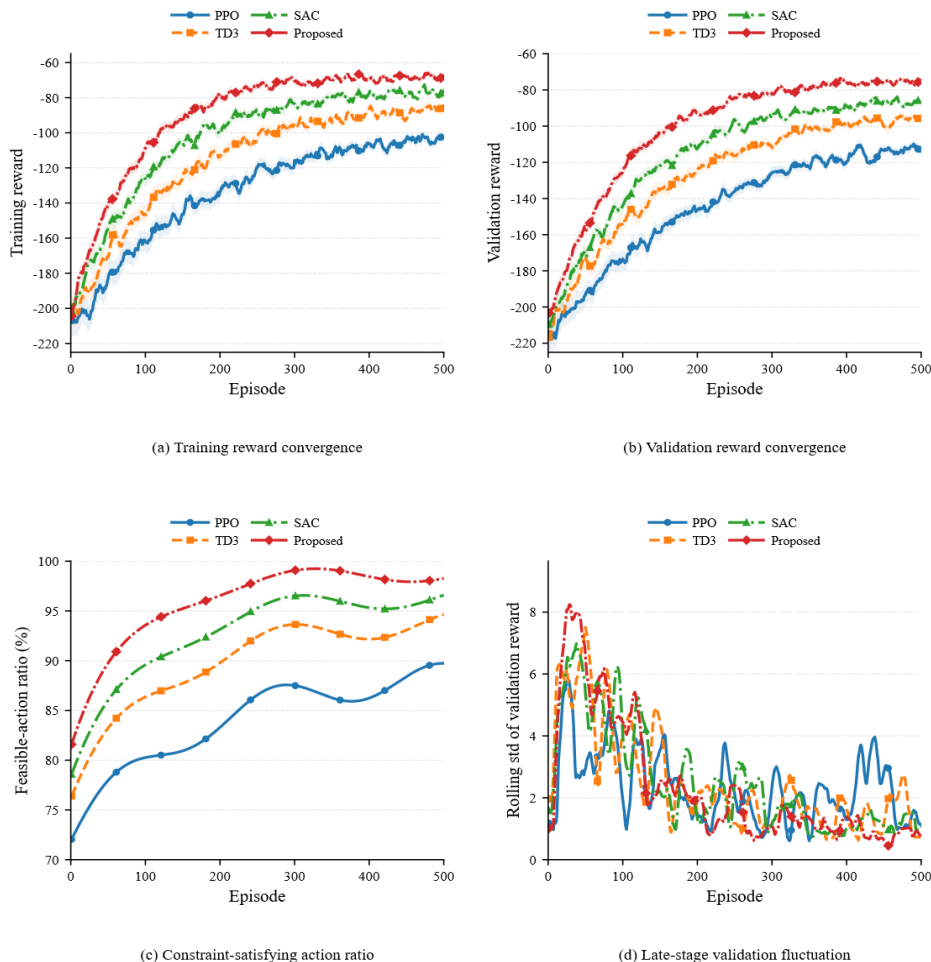 PPO SAC
TD3 Proposed
-60
-80
-100
-120
-140
-160
-180
-200
-220
Training reward
0 100 200 300 400 500
Episode
(a) Training reward convergence
PPO SAC
TD3 Proposed
-60
-80
-100
-120
-140
-160
-180
-200
-220
Validation reward
0 100 200 300 400 500
Episode
(b) Validation reward convergence
PPO SAC
TD3 Proposed
100
95
90
85
80
75
70
Feasible-action ratio (%)
0 100 200 300 400 500
Episode
(c) Constraint-satisfying action ratio
PPO SAC
TD3 Proposed
8
6
4
2
0
Rolling std of validation reward
0 100 200 300 400 500
Episode
(d) Late-stage validation fluctuation